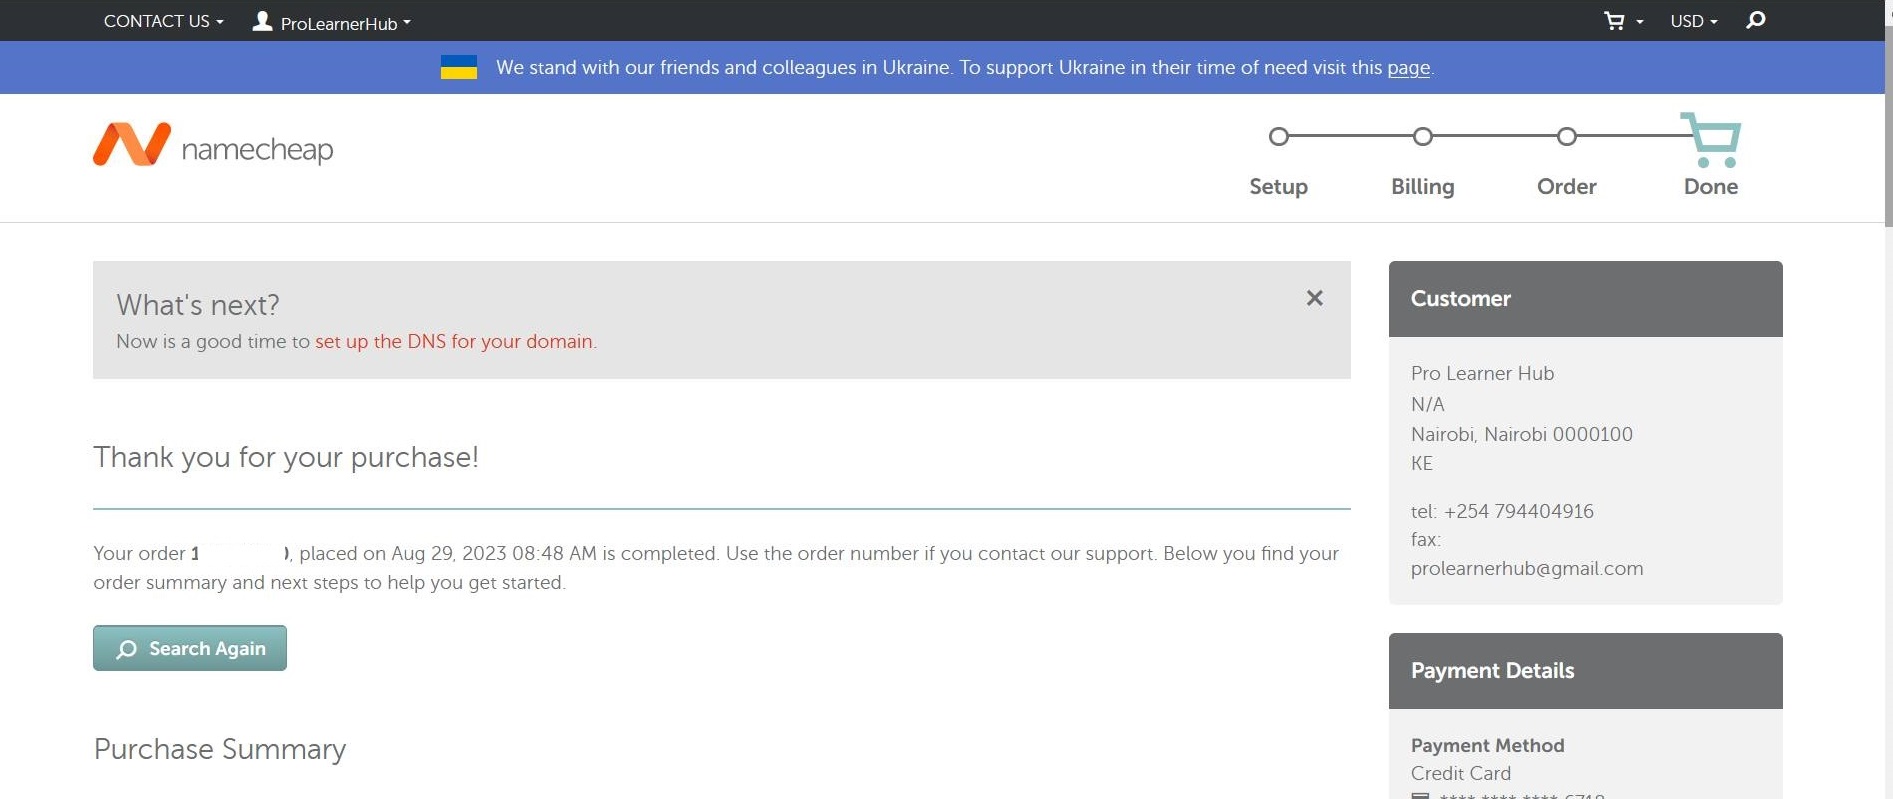 CONTACT US
ProLearnerHub
USD
We stand with our friends and colleagues in Ukraine. To support Ukraine in their time of need visit this page.
namecheap
Setup
Billing
Order
Done
What's next?
Now is a good time to set up the DNS for your domain.
Thank you for your purchase!
Your order 1 , placed on Aug 29, 2023 08:48 AM is completed. Use the order number if you contact our support. Below you find your
order summary and next steps to help you get started.
Search Again
Purchase Summary
Customer
Pro Learner Hub
N/A
Nairobi, Nairobi 0000100
KE
tel: +254 794404916
fax:
prolearnerhub@gmail.com
Payment Details
Payment Method
Credit Card